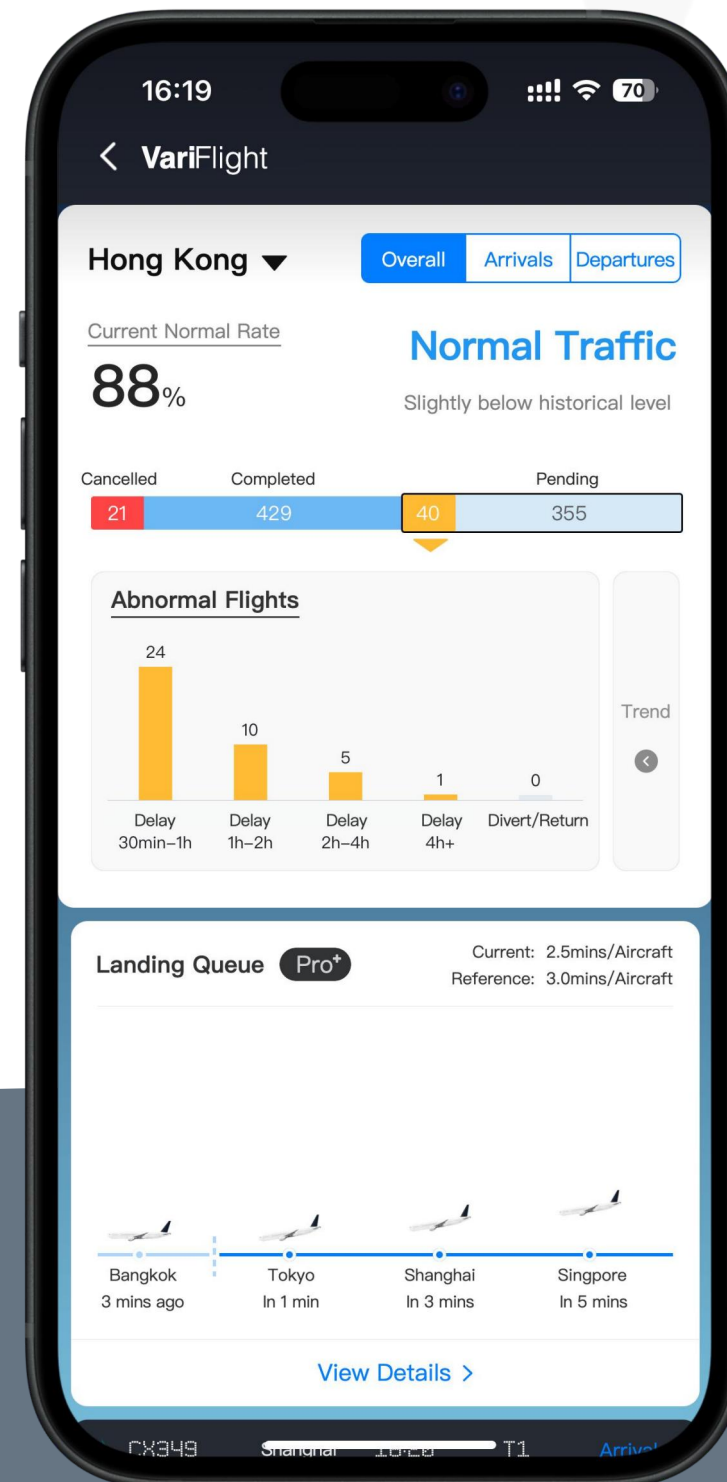 16:19
70
VariFlight
Hong Kong
Overall
Arrivals
Departures
Current Normal Rate
Normal Traffic
88%
Slightly below historical level
Cancelled
Completed
Pending
21
429
40
355
Abnormal Flights
24
10
5
1
0
Delay
30min-1h
Delay
1h-2h
Delay
2h-4h
Delay
4h+
Divert/Return
Trend
Landing Queue
Pro+
Current: 2.5mins/Aircraft
Reference: 3.0mins/Aircraft
Bangkok
3 mins ago
Tokyo
In 1 min
Shanghai
In 3 mins
Singpore
In 5 mins
View Details >
CX349
Shanghai
T1